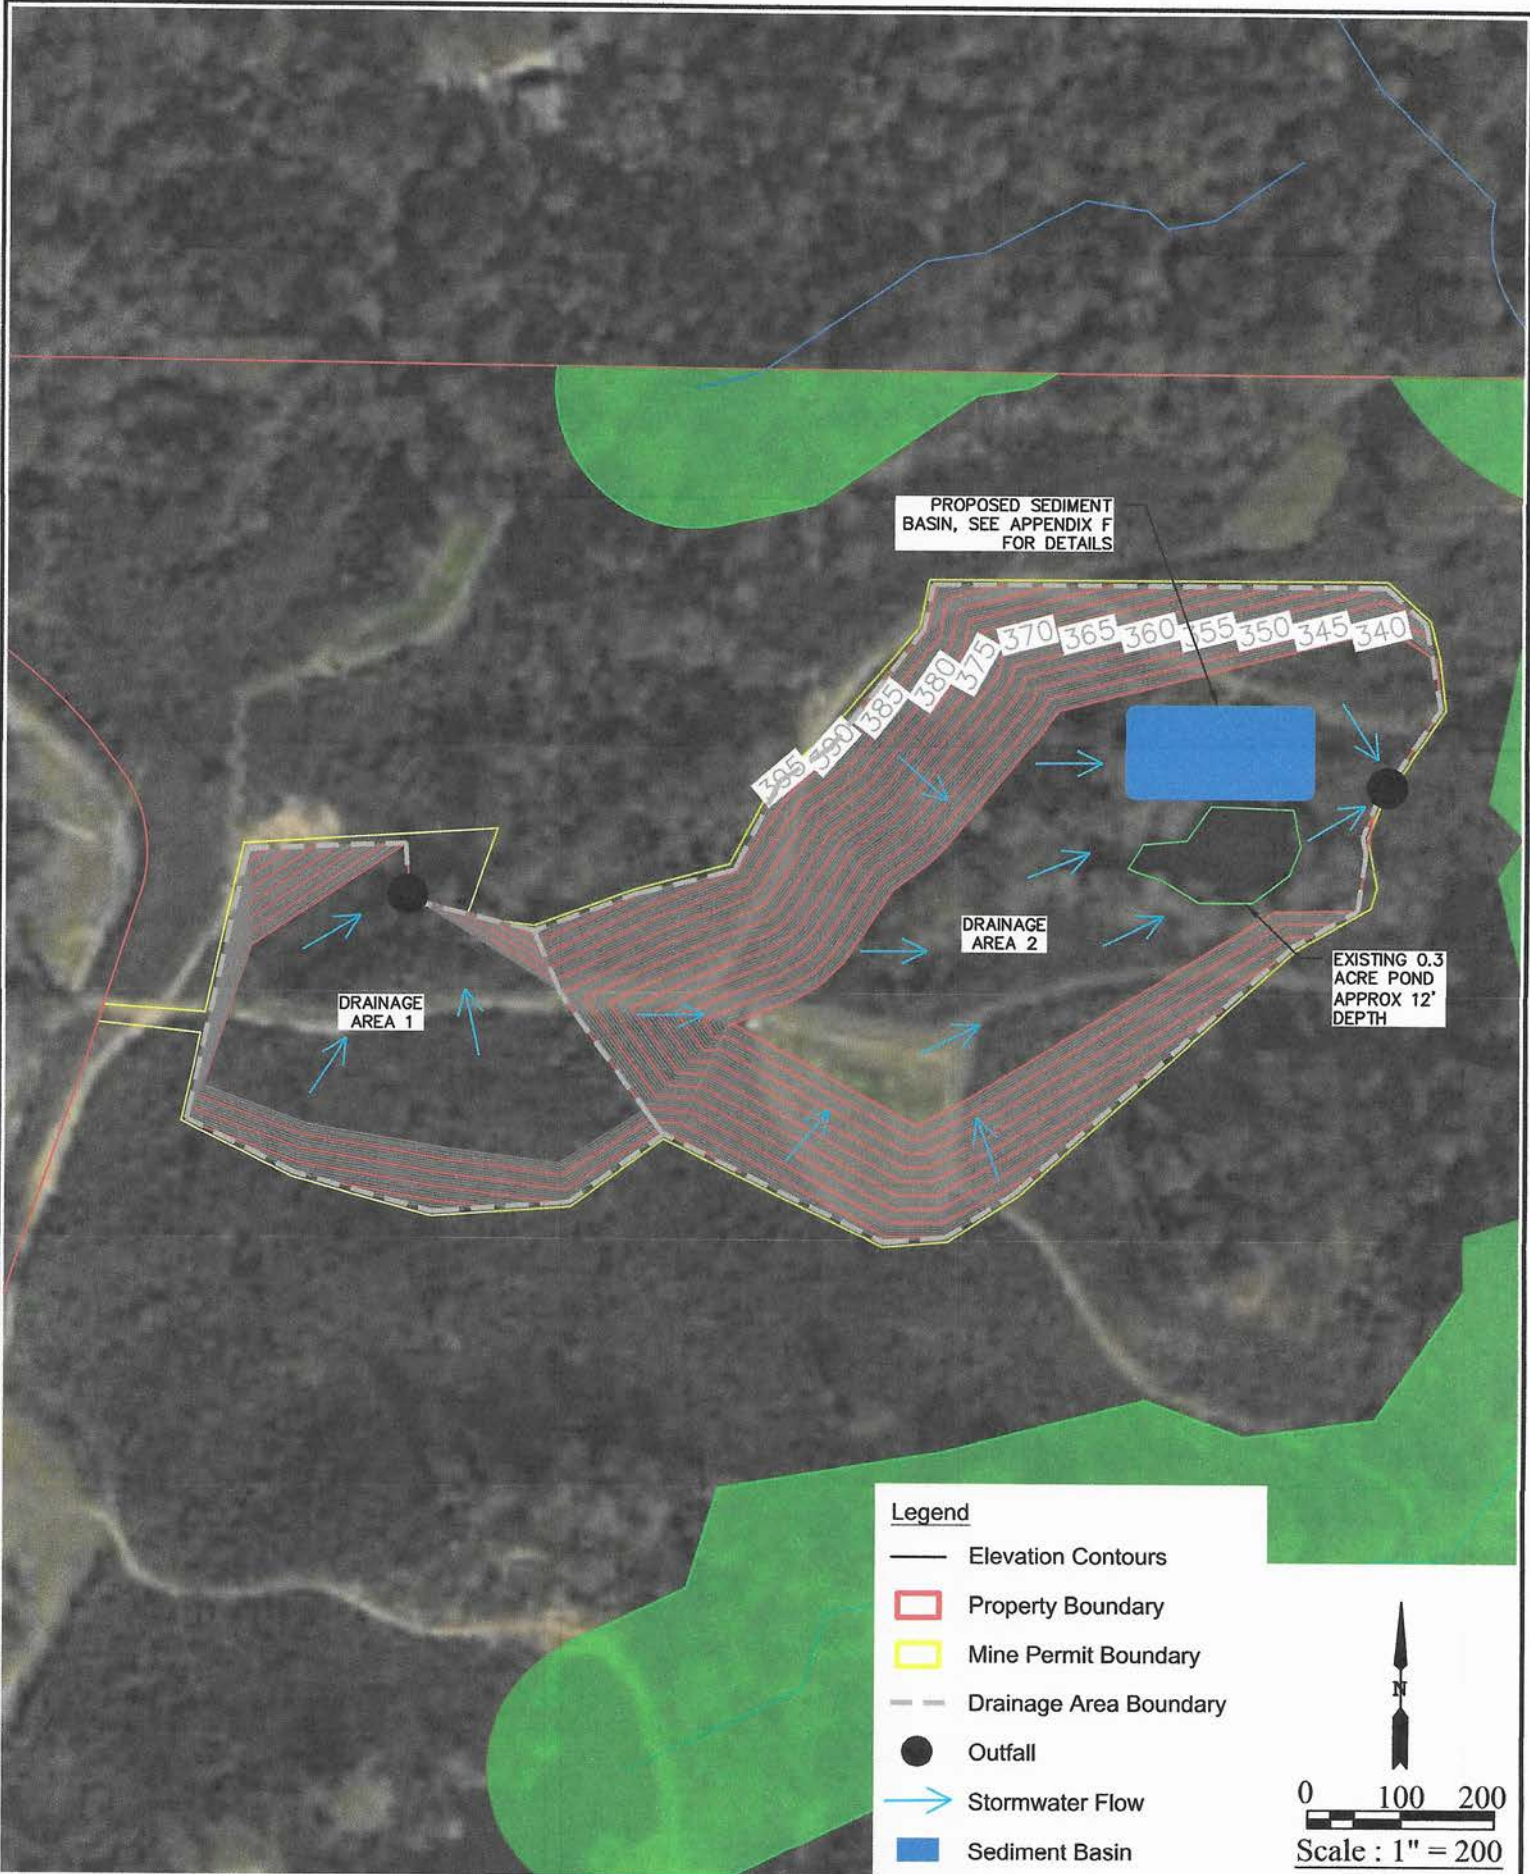 PROPOSED SEDIMENT
BASIN, SEE APPENDIX F
FOR DETAILS
395
390
385
380
375
370
365
360
355
350
345
340
DRAINAGE
AREA 1
DRAINAGE
AREA 2
EXISTING 0.3
ACRE POND
APPROX 12'
DEPTH
Legend
Elevation Contours
Property Boundary
Mine Permit Boundary
Drainage Area Boundary
Outfall
Stormwater Flow
Sediment Basin
N
0 100 200
Scale : 1" = 200